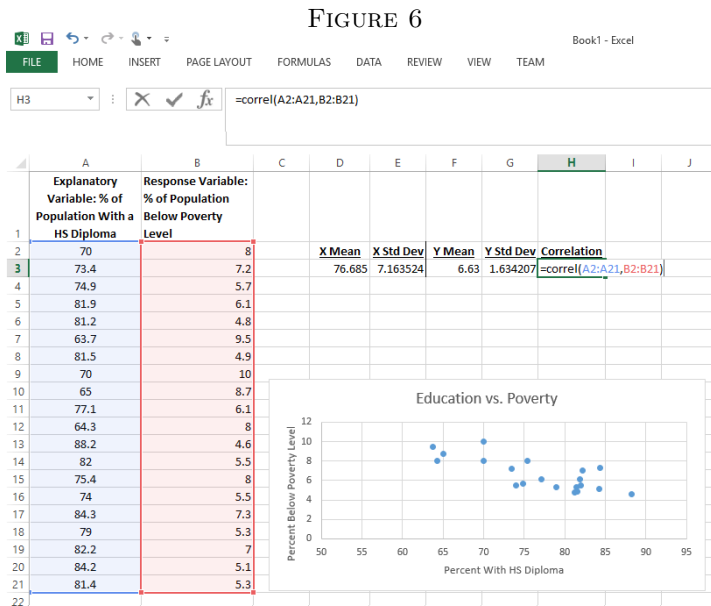 FIGURE 6
Book1 - Excel
FILE HOME INSERT PAGE LAYOUT FORMULAS DATA REVIEW VIEW TEAM
H3 fx =correl(A2:A21,B2:B21)
A B C D E F G H I J
Explanatory Response Variable:
Variable: % of % of Population
Population With a Below Poverty
1 HS Diploma Level
2 70 8 X Mean X Std Dev Y Mean Y Std Dev Correlation
3 73.4 7.2 76.685 7.163524 6.63 1.634207 =correl(A2:A21,B2:B21)
4 74.9 5.7
5 81.9 6.1
6 81.2 4.8
7 63.7 9.5
8 81.5 4.9
9 70 10
10 65 8.7
11 77.1 6.1
12 64.3 8
13 88.2 4.6
14 82 5.5
15 75.4 8
16 74 5.5
17 84.3 7.3
18 79 5.3
19 82.2 7
20 84.2 5.1
21 81.4 5.3
22
Education vs. Poverty
Percent Below Poverty Level
12
10
8
6
4
2
0
50 55 60 65 70 75 80 85 90 95
Percent With HS Diploma